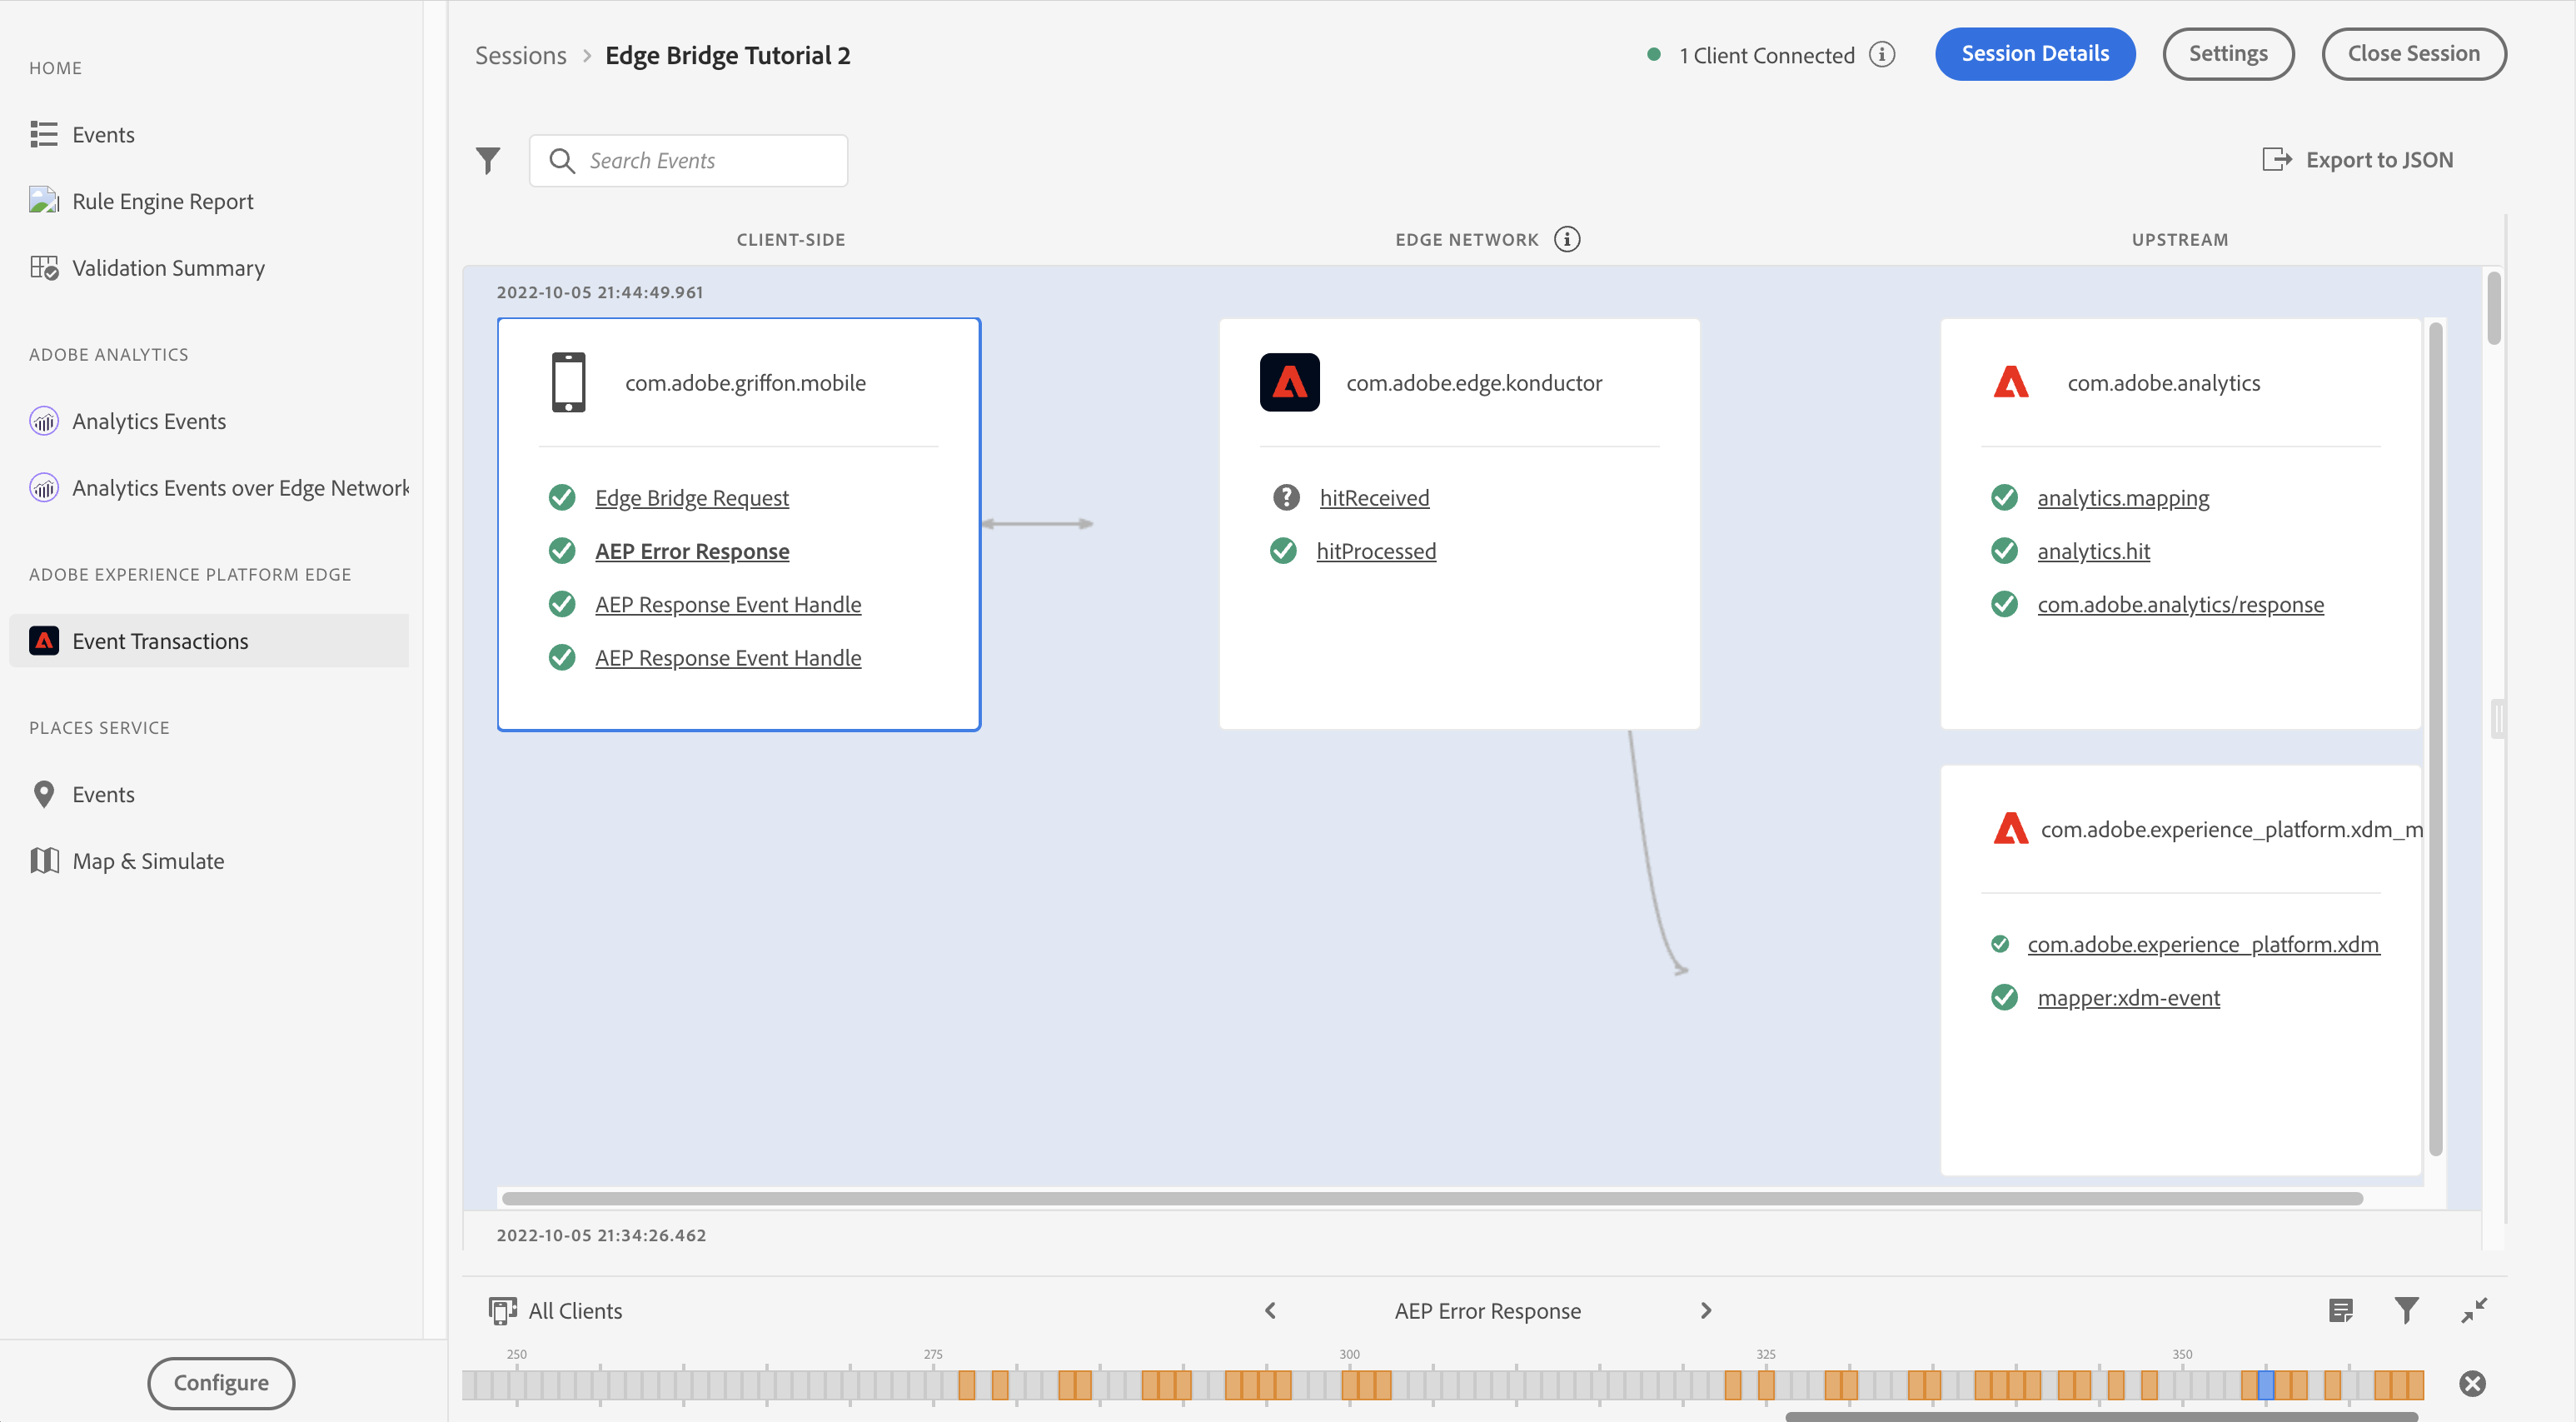 HOME
Events
Rule Engine Report
Validation Summary
ADOBE ANALYTICS
Analytics Events
Analytics Events over Edge Network
ADOBE EXPERIENCE PLATFORM EDGE
Event Transactions
PLACES SERVICE
Events
Map & Simulate
Configure
Sessions > Edge Bridge Tutorial 2
1 Client Connected
Session Details
Settings
Close Session
Search Events
Export to JSON
CLIENT-SIDE
EDGE NETWORK
UPSTREAM
2022-10-05 21:44:49.961
com.adobe.griffon.mobile
Edge Bridge Request
AEP Error Response
AEP Response Event Handle
AEP Response Event Handle
com.adobe.edge.konductor
hitReceived
hitProcessed
com.adobe.analytics
analytics.mapping
analytics.hit
com.adobe.analytics/response
com.adobe.experience_platform.xdm_m
com.adobe.experience_platform.xdm
mapper:xdm-event
2022-10-05 21:34:26.462
All Clients
AEP Error Response
250 275 300 325 350